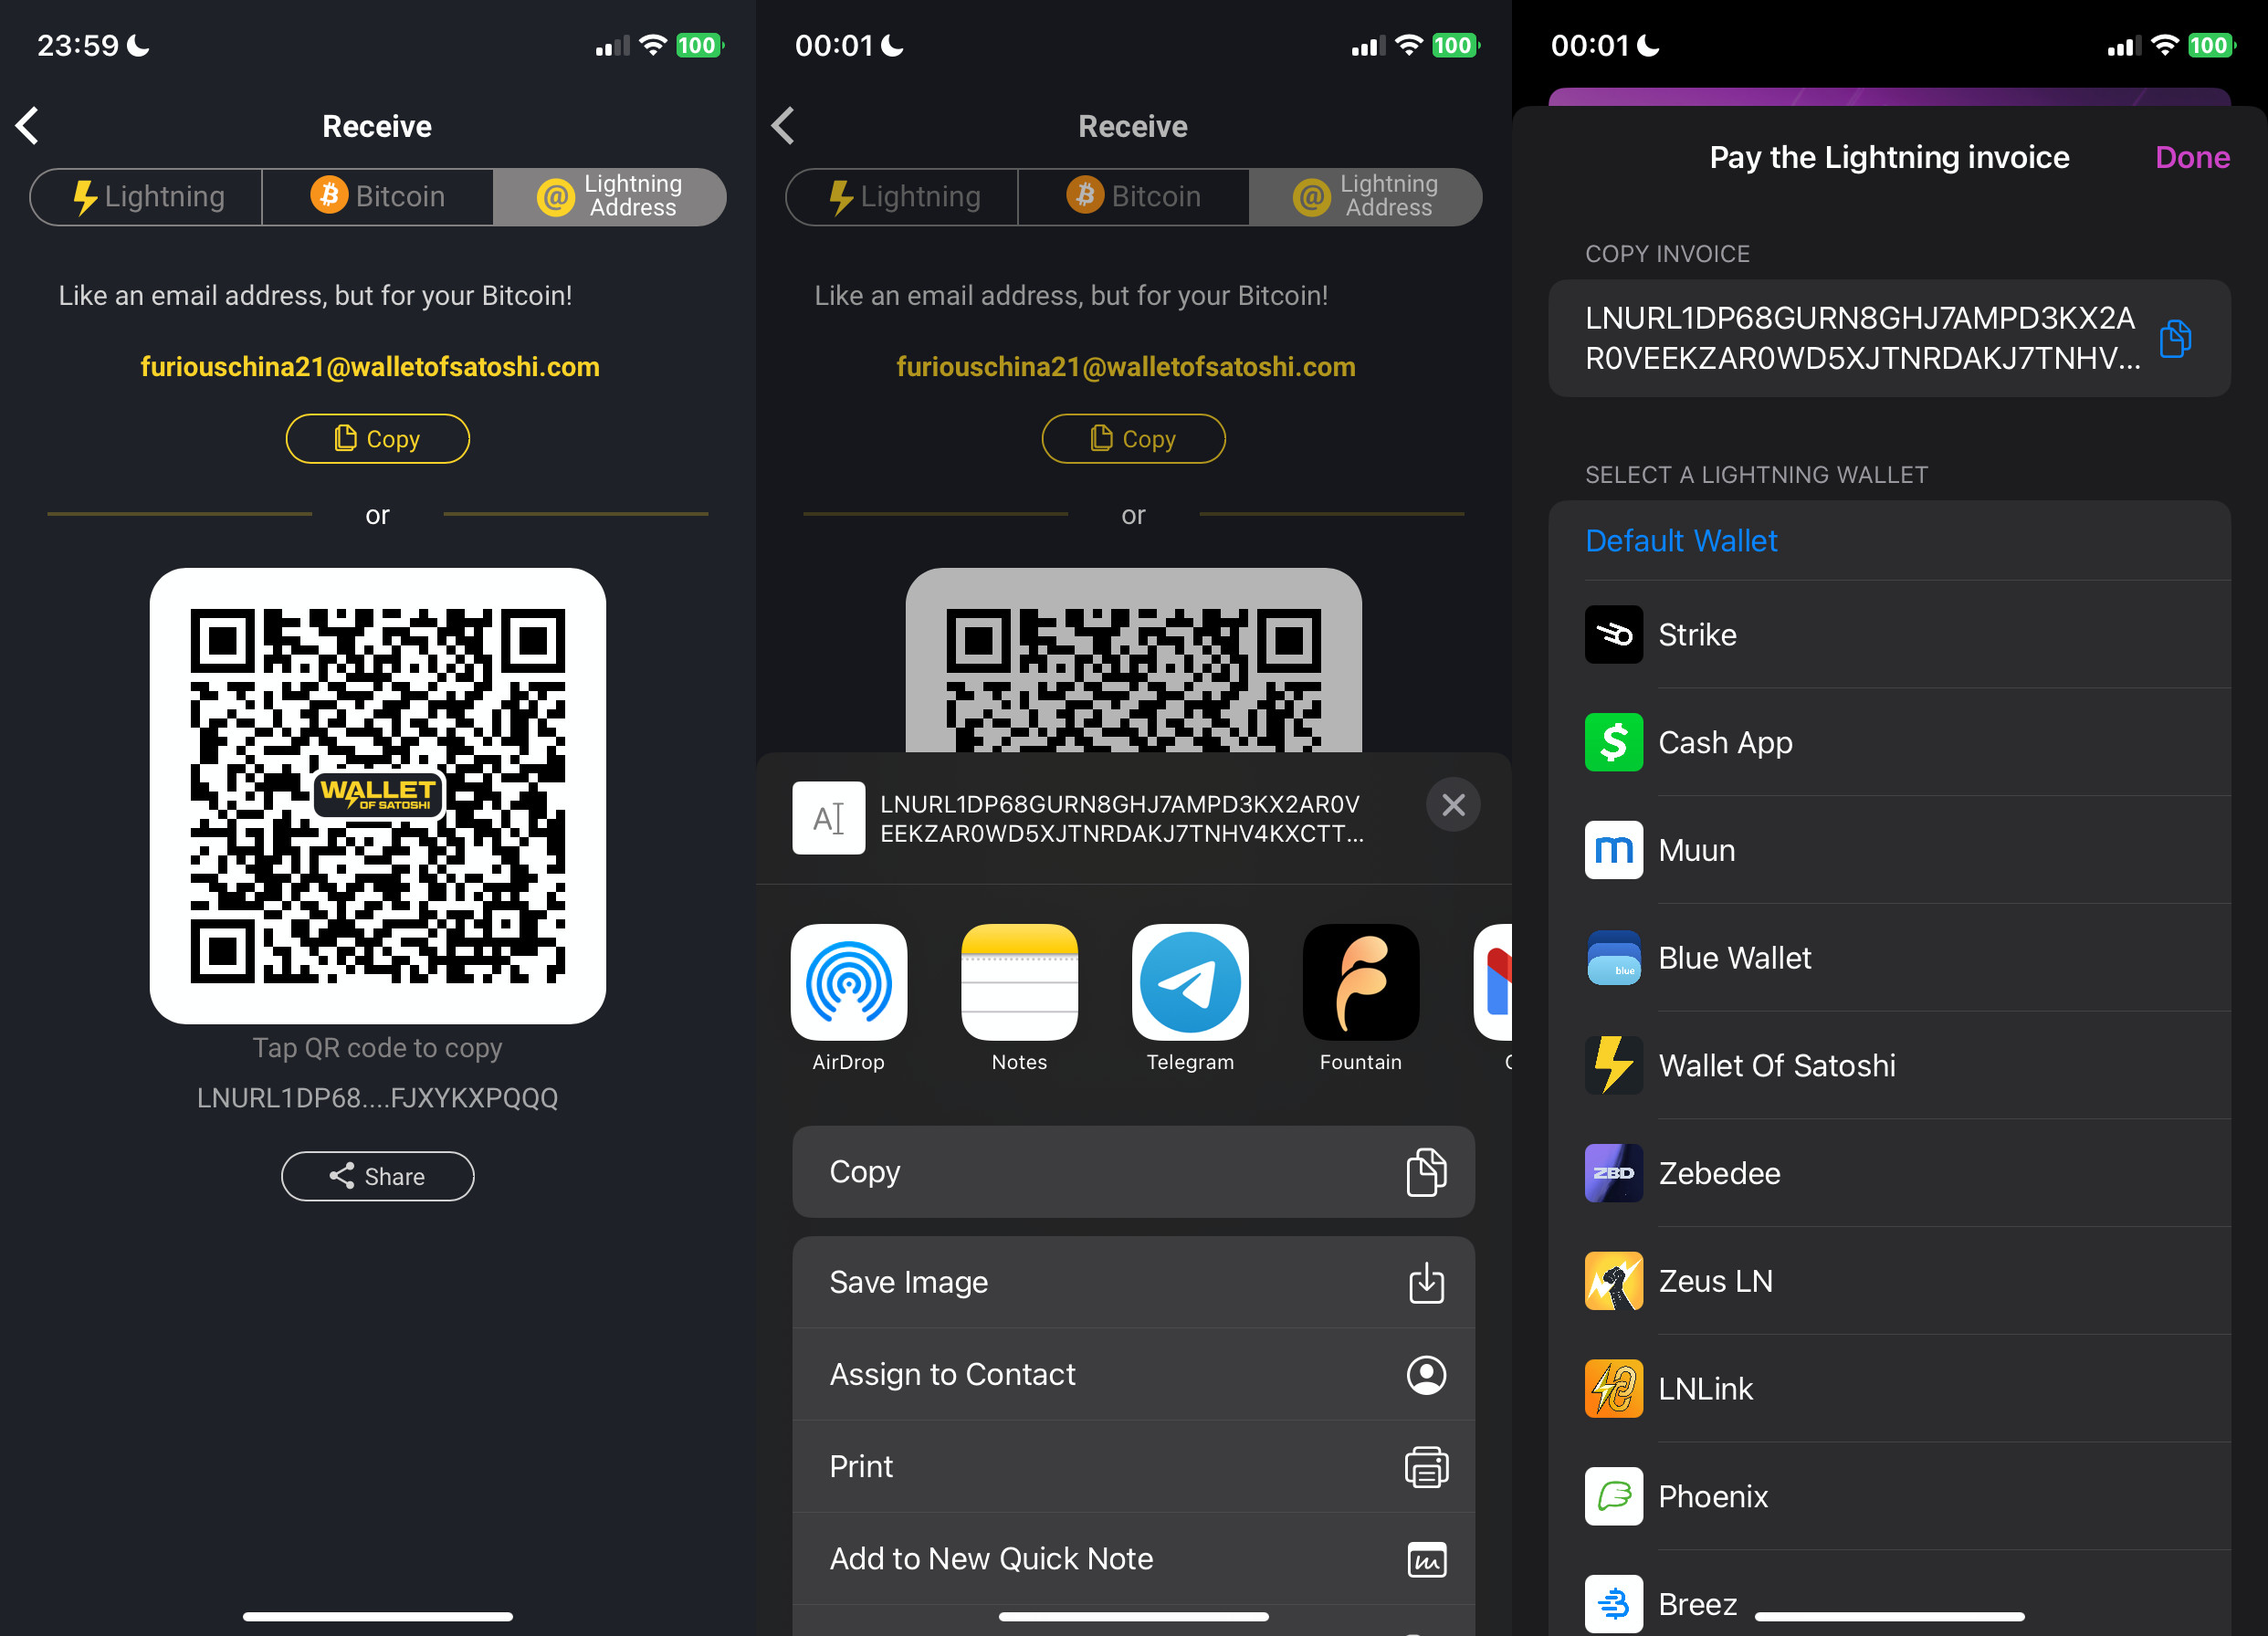 23:59
100
Receive
Lightning
Bitcoin
@
Lightning
Address
Like an email address, but for your Bitcoin!
furiouschina21@walletofsatoshi.com
Copy
or
WALLET
OF SATOSHI
Tap QR code to copy
LNURL1DP68....FJXYKXPQQQ
Share
00:01
100
Receive
Lightning
Bitcoin
@
Lightning
Address
Like an email address, but for your Bitcoin!
furiouschina21@walletofsatoshi.com
Copy
or
A
LNURL1DP68GURN8GHJ7AMPD3KX2AR0V
EEKZAR0WD5XJTNRDAKJ7TNHV4KXCTT...
AirDrop
Notes
Telegram
Fountain
Copy
Save Image
Assign to Contact
Print
Add to New Quick Note
00:01
100
Pay the Lightning invoice
Done
COPY INVOICE
LNURL1DP68GURN8GHJ7AMPD3KX2A
R0VEEKZAR0WD5XJTNRDAKJ7TNHV...
SELECT A LIGHTNING WALLET
Default Wallet
Strike
$
Cash App
m
Muun
blue
Blue Wallet
Wallet Of Satoshi
ZBD
Zebedee
Zeus LN
LNLink
Phoenix
Breez